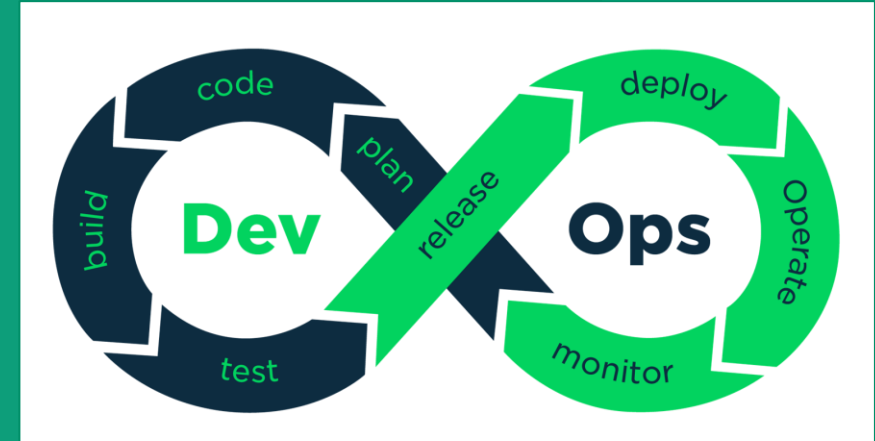 code
deploy
plan
release
build
Dev
Ops
Operate
test
monitor